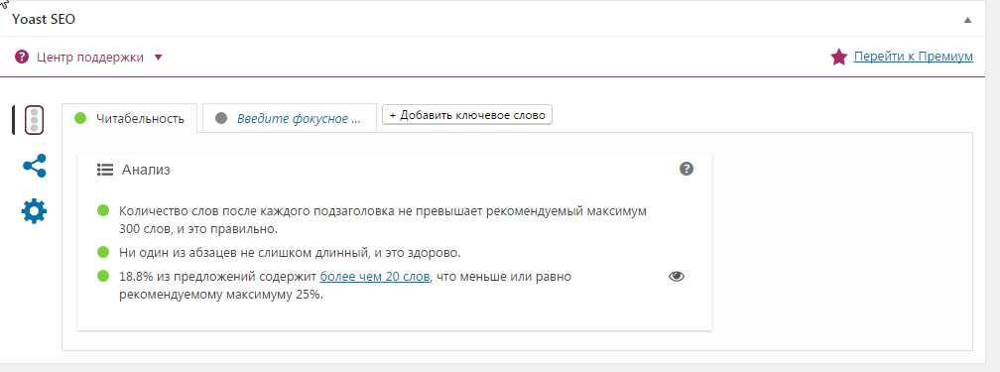 Yoast SEO
Центр поддержки
Перейти к Премиум
Читабельность
Введите фокусное ...
+ Добавить ключевое слово
Анализ
Количество слов после каждого подзаголовка не превышает рекомендуемый максимум
300 слов, и это правильно.
Ни один из абзацев не слишком длинный, и это здорово.
18.8% из предложений содержит более чем 20 слов, что меньше или равно
рекомендуемому максимуму 25%.